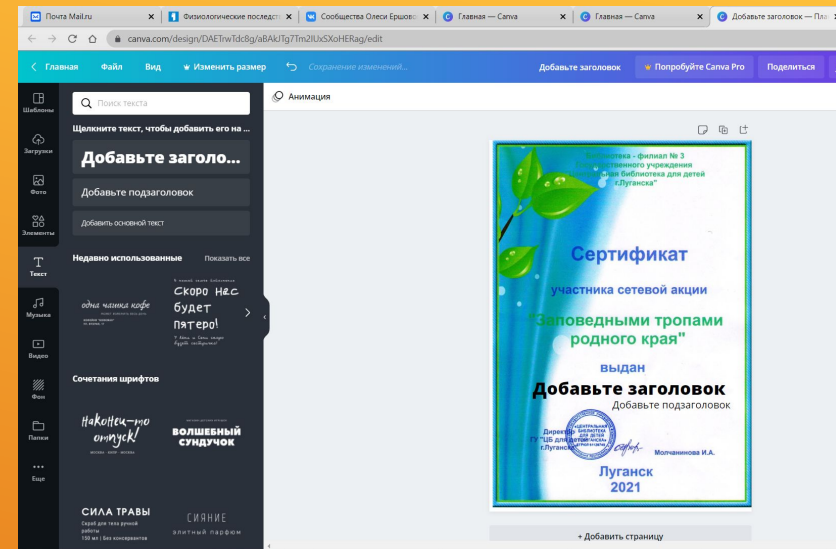 Почта Mail.ru
Физиологические последст
Сообщества Олеси Ершово
Главная — Canva
Главная — Canva
Добавьте заголовок — Пла
canva.com/design/DAETrwTdc8g/aBAkJTg7Tm2IUxSXoHERag/edit
Главная Файл Вид Изменить размер Сохранение изменений... Добавьте заголовок Попробуйте Canva Pro Поделиться
Шаблоны
Загрузки
Фото
Элементы
Текст
Музыка
Видео
Фон
Папки
Еще
Поиск текста
Щелкните текст, чтобы добавить его на ...
Добавьте заголо...
Добавьте подзаголовок
Добавить основной текст
Недавно использованные Показать все
одна чашка кофе
Скоро нас
будет
пятеро!
Сочетания шрифтов
Наконец-то
отпуск!
ВОЛШЕБНЫЙ
СУНДУЧОК
СИЛА ТРАВЫ
Скраб для тела ручной
работы
150 мл | Без консервантов
СИЯНИЕ
элитный парфюм
Анимация
- филиал № 3
учреждения
библиотека для детей
г.Луганска"
Сертификат
участника сетевой акции
"Заповедными тропами
родного края"
выдан
Добавьте заголовок
Добавьте подзаголовок
Директор
ГУ "ЦБ для детей
г.Луганска"
Молчанинова И.А.
Луганск
2021
+ Добавить страницу